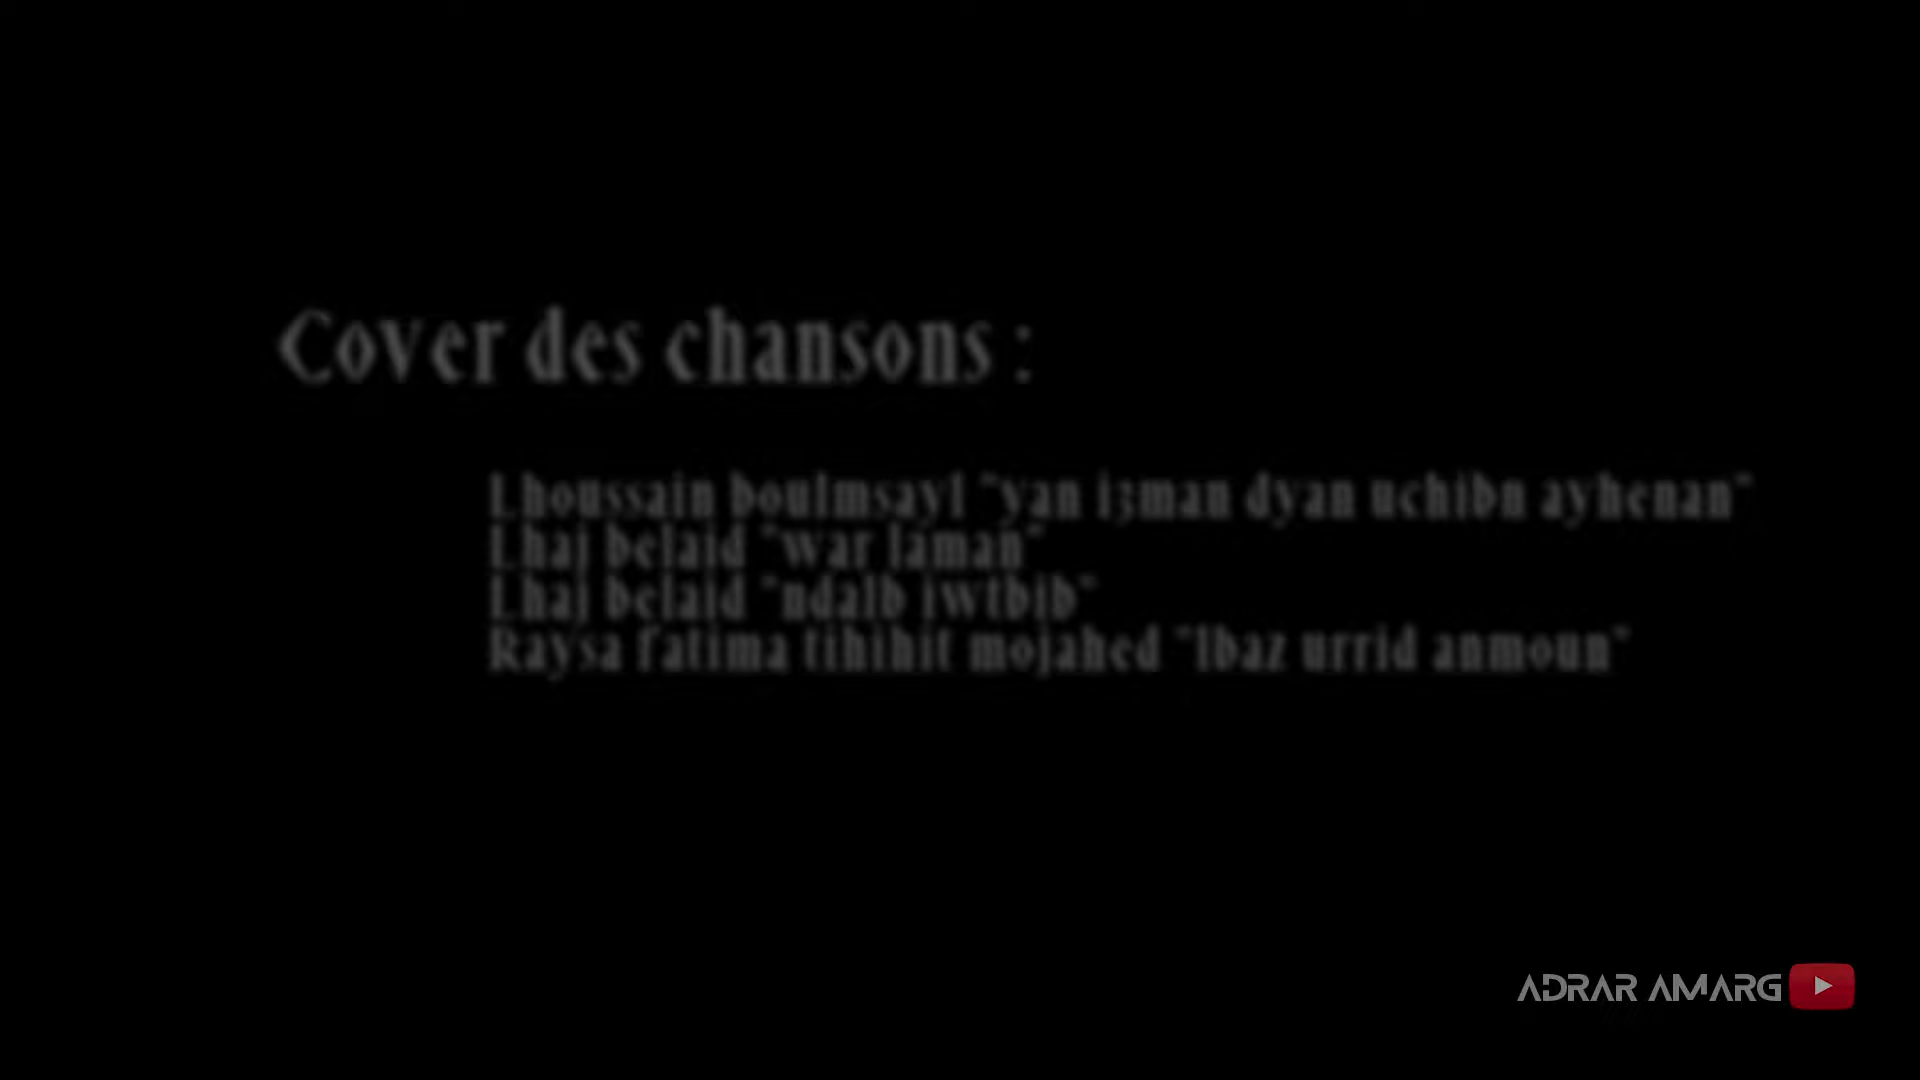 Cover des chansons :
Lhoussain boulmsayl "yan i3man dyan uchibn ayhenan"
Lhaj belaid "war laman"
Lhaj belaid "ndalb iwtbib"
Raysa fatima tihihit mojahed "lbaz urrid anmoun"
ADRAR AMARG